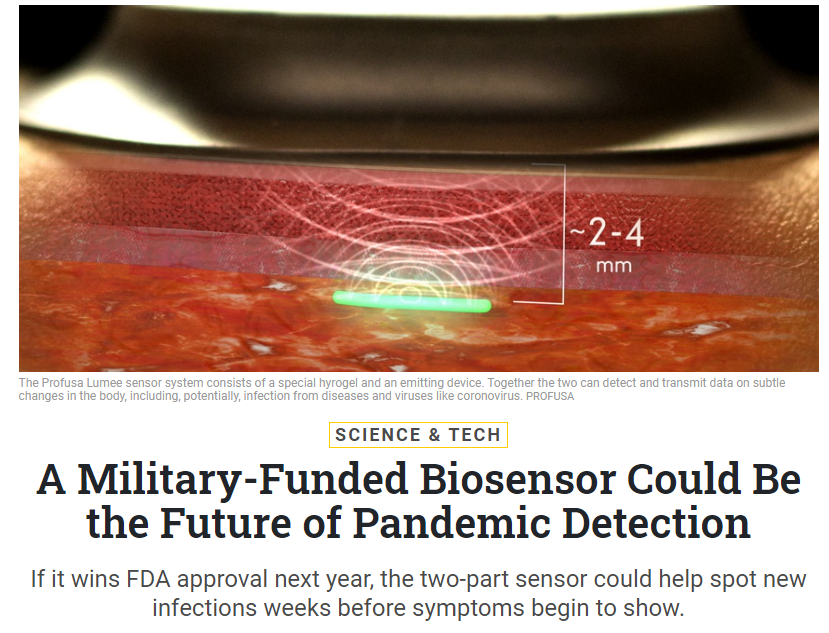 ~2-4
mm
The Profusa Lumee sensor system consists of a special hyrogel and an emitting device. Together the two can detect and transmit data on subtle
changes in the body, including, potentially, infection from diseases and viruses like coronovirus. PROFUSA
SCIENCE & TECH
A Military-Funded Biosensor Could Be
the Future of Pandemic Detection
If it wins FDA approval next year, the two-part sensor could help spot new
infections weeks before symptoms begin to show.